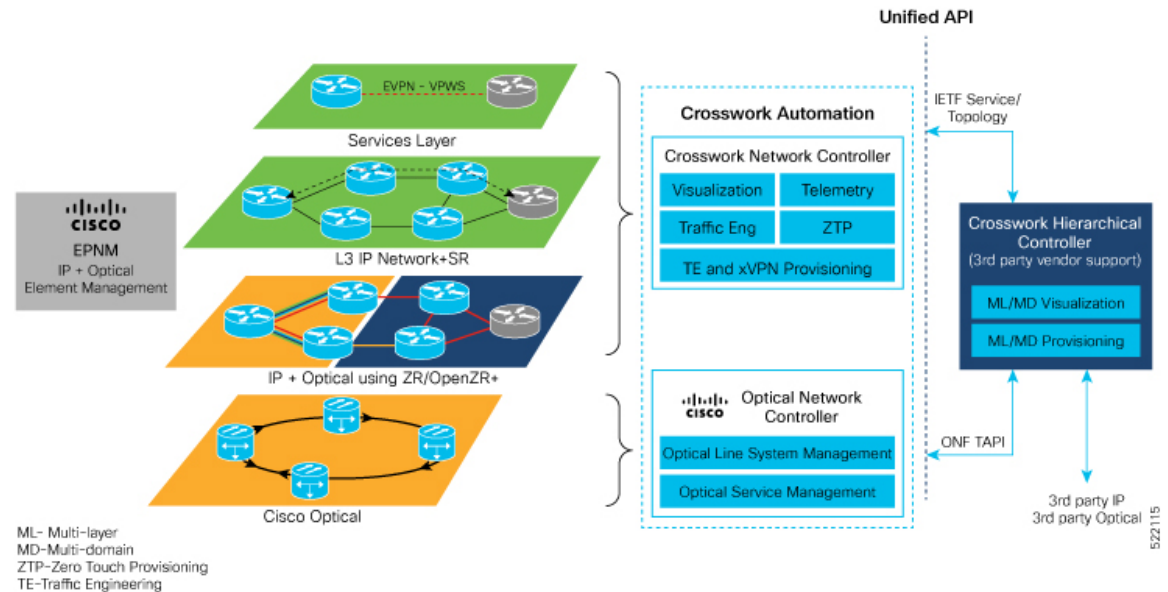 Unified API
EVPN - VPWS
Services Layer
L3 IP Network+SR
CISCO
EPNM
IP + Optical
Element Management
IP + Optical using ZR/OpenZR+
Cisco Optical
ML- Multi-layer
MD-Multi-domain
ZTP-Zero Touch Provisioning
TE-Traffic Engineering
Crosswork Automation
Crosswork Network Controller
Visualization
Telemetry
Traffic Eng
ZTP
TE and xVPN Provisioning
CISCO
Optical Network
Controller
Optical Line System Management
Optical Service Management
IETF Service/
Topology
Crosswork Hierarchical
Controller
(3rd party vendor support)
ML/MD Visualization
ML/MD Provisioning
ONF TAPI
3rd party IP
3rd party Optical
522115